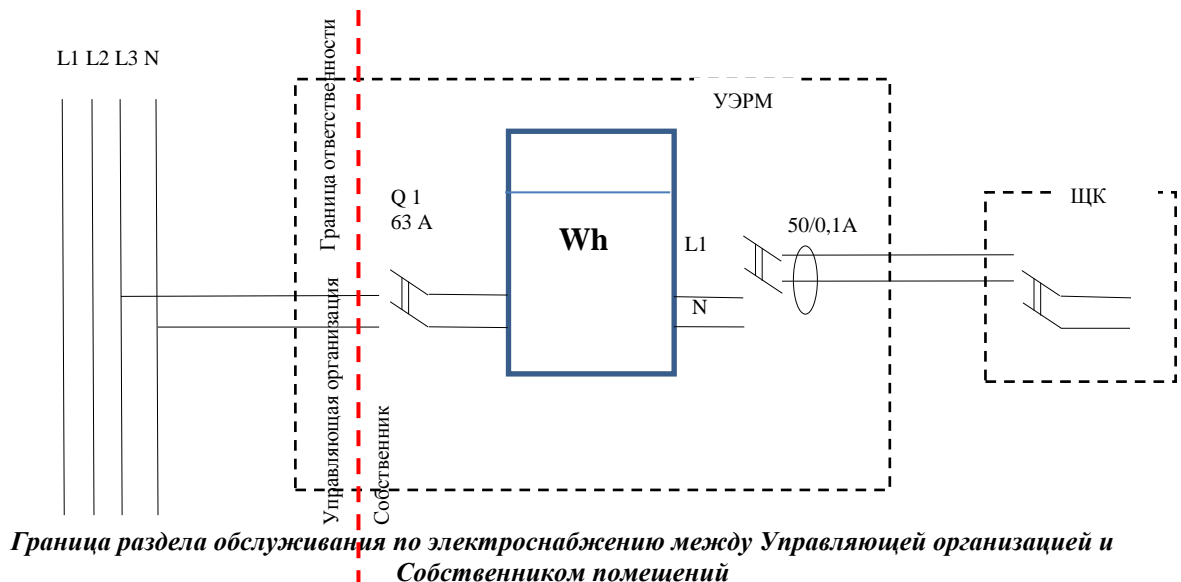 L1 L2 L3 N
Граница ответственности
УЭРМ
Q 1
63 А
Wh
L1
N
50/0,1А
ЩК
Управляющая организация
Собственник
Граница раздела обслуживания по электроснабжению между Управляющей организацией и
Собственником помещений